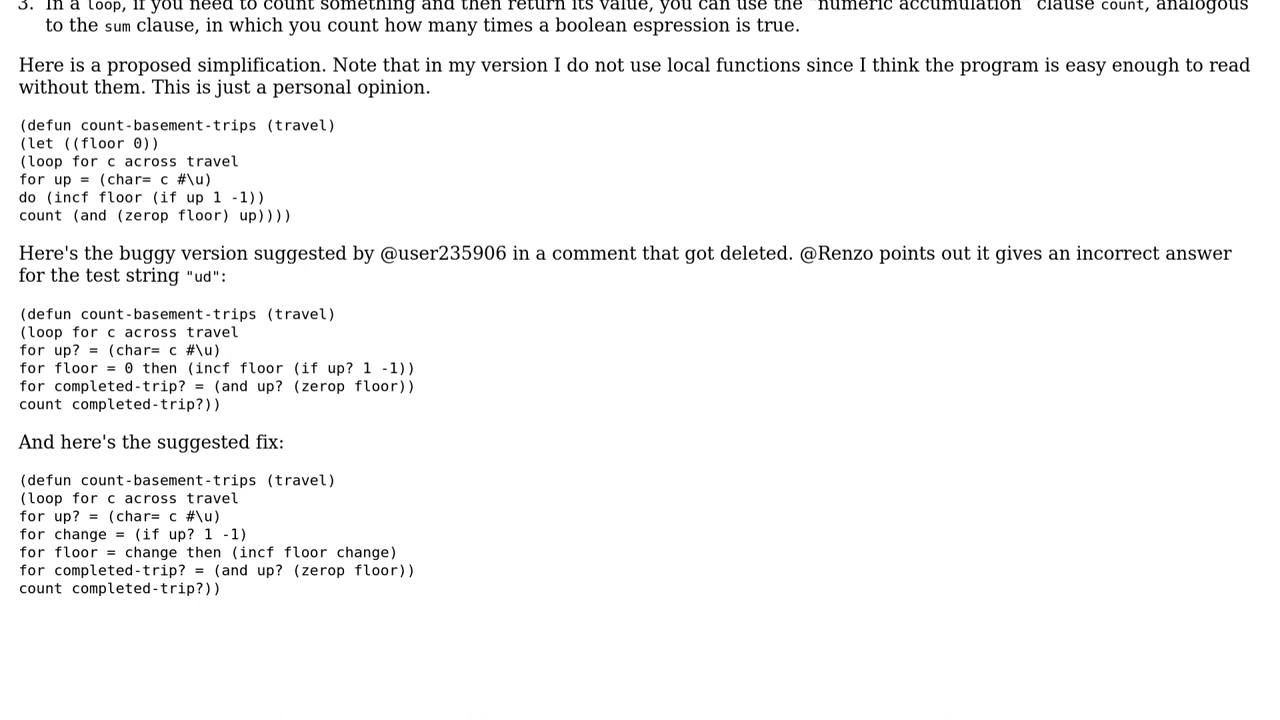 3. In a loop, if you need to count something and then return its value, you can use the "numeric accumulation" clause count, analogous
to the sum clause, in which you count how many times a boolean espression is true.
Here is a proposed simplification. Note that in my version I do not use local functions since I think the program is easy enough to read
without them. This is just a personal opinion.
(defun count-basement-trips (travel)
(let ((floor 0))
(loop for c across travel
for up = (char= c #\u)
do (incf floor (if up 1 -1))
count (and (zerop floor) up))))
Here's the buggy version suggested by @user235906 in a comment that got deleted. @Renzo points out it gives an incorrect answer
for the test string "ud":
(defun count-basement-trips (travel)
(loop for c across travel
for up? = (char= c #\u)
for floor = 0 then (incf floor (if up? 1 -1))
for completed-trip? = (and up? (zerop floor))
count completed-trip?))
And here's the suggested fix:
(defun count-basement-trips (travel)
(loop for c across travel
for up? = (char= c #\u)
for change = (if up? 1 -1)
for floor = change then (incf floor change)
for completed-trip? = (and up? (zerop floor))
count completed-trip?))